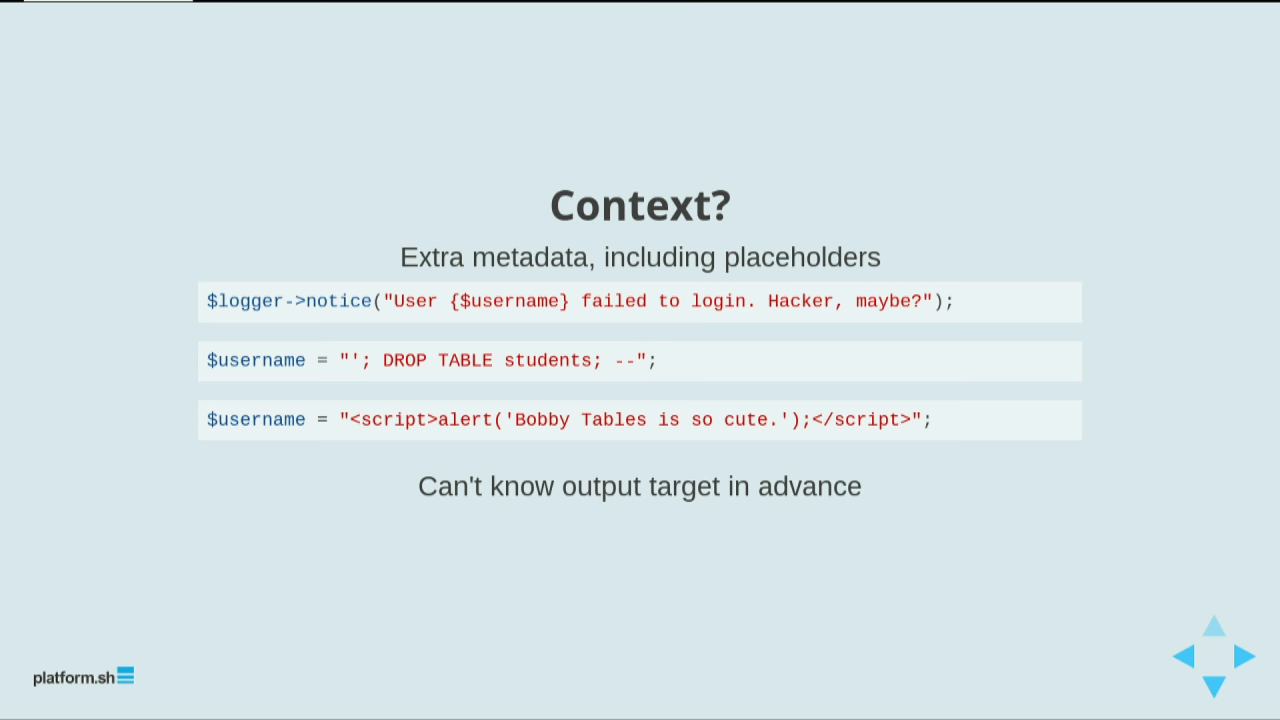 Context?
Extra metadata, including placeholders
$logger->notice("User {$username} failed to login. Hacker, maybe?");
$username = "'; DROP TABLE students; --";
$username = "<script>alert('Bobby Tables is so cute.');</script>";
Can't know output target in advance
platform.sh